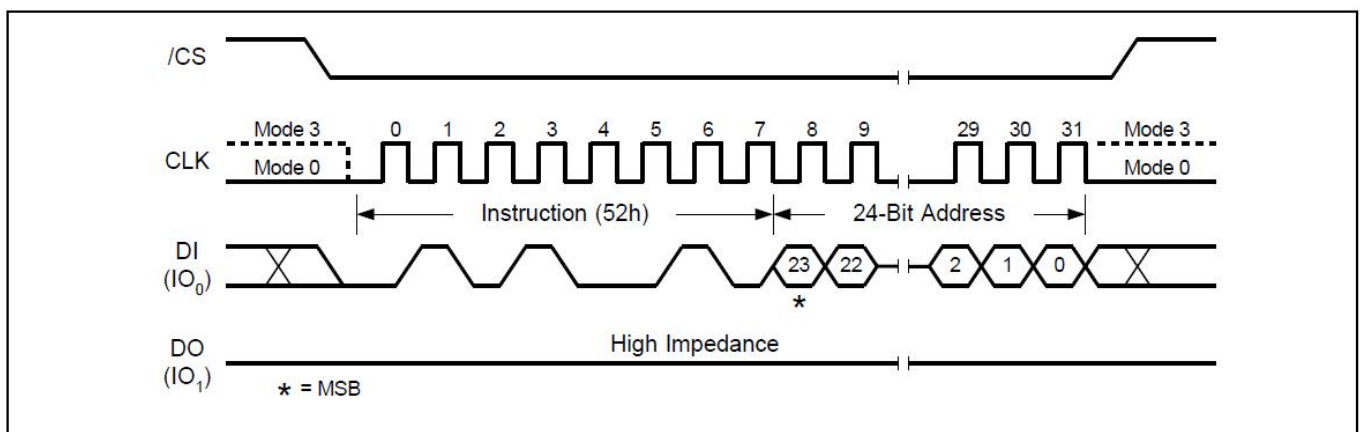 /CS
Mode 3 0 1 2 3 4 5 6 7 8 9 29 30 31 Mode 3
CLK
Mode 0 Mode 0
Instruction (52h) 24-Bit Address
DI
(IO₀)
23 22 2 1 0
*
High Impedance
DO
(IO₁)
* = MSB